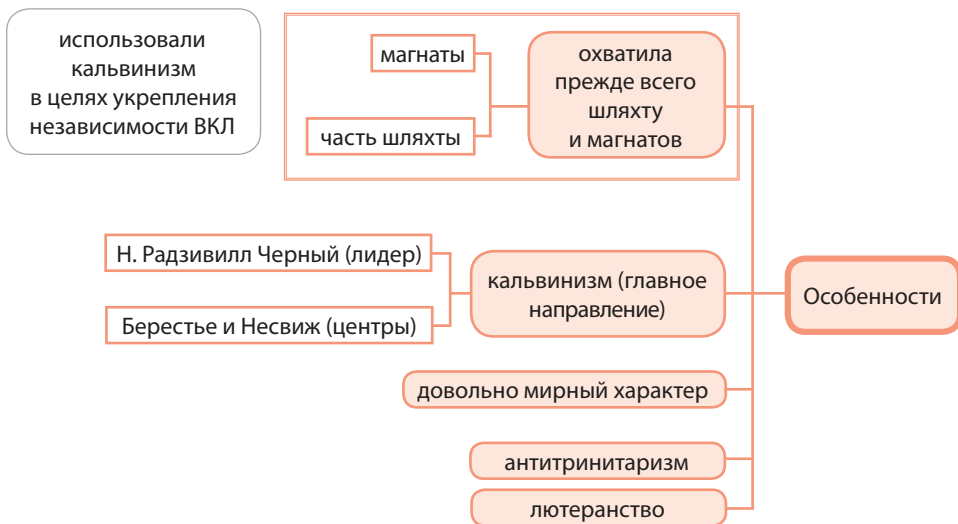 использовали
кальвинизм
в целях укрепления
независимости ВКЛ
магнаты
часть шляхты
охватила
прежде всего
шляхту
и магнатов
Н. Радзивилл Черный (лидер)
Берестье и Несвиж (центры)
кальвинизм (главное
направление)
Особенности
довольно мирный характер
антитринитаризм
лютеранство